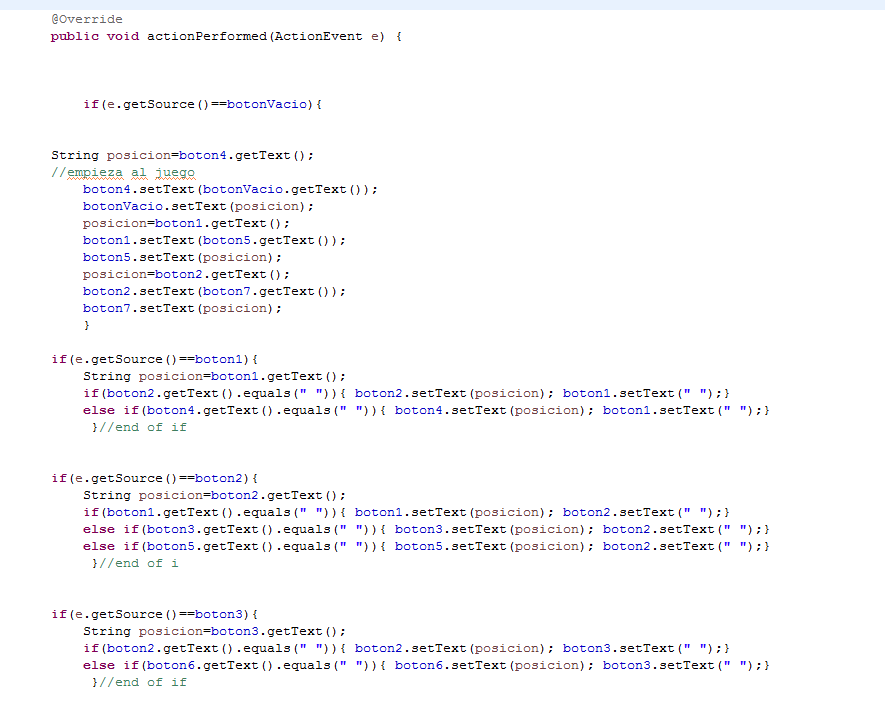 @Override
public void actionPerformed(ActionEvent e) {
if(e.getSource()==botonVacio){
String posicion=boton4.getText();
//empieza al juego
boton4.setText(botonVacio.getText());
botonVacio.setText(posicion);
posicion=boton1.getText();
boton1.setText(boton5.getText());
boton5.setText(posicion);
posicion=boton2.getText();
boton2.setText(boton7.getText());
boton7.setText(posicion);
}
if(e.getSource()==boton1){
String posicion=boton1.getText();
if(boton2.getText().equals(" ")){ boton2.setText(posicion); boton1.setText(" ");}
else if(boton4.getText().equals(" ")){ boton4.setText(posicion); boton1.setText(" ");}
}//end of if
if(e.getSource()==boton2){
String posicion=boton2.getText();
if(boton1.getText().equals(" ")){ boton1.setText(posicion); boton2.setText(" ");}
else if(boton3.getText().equals(" ")){ boton3.setText(posicion); boton2.setText(" ");}
else if(boton5.getText().equals(" ")){ boton5.setText(posicion); boton2.setText(" ");}
}//end of i
if(e.getSource()==boton3){
String posicion=boton3.getText();
if(boton2.getText().equals(" ")){ boton2.setText(posicion); boton3.setText(" ");}
else if(boton6.getText().equals(" ")){ boton6.setText(posicion); boton3.setText(" ");}
}//end of if